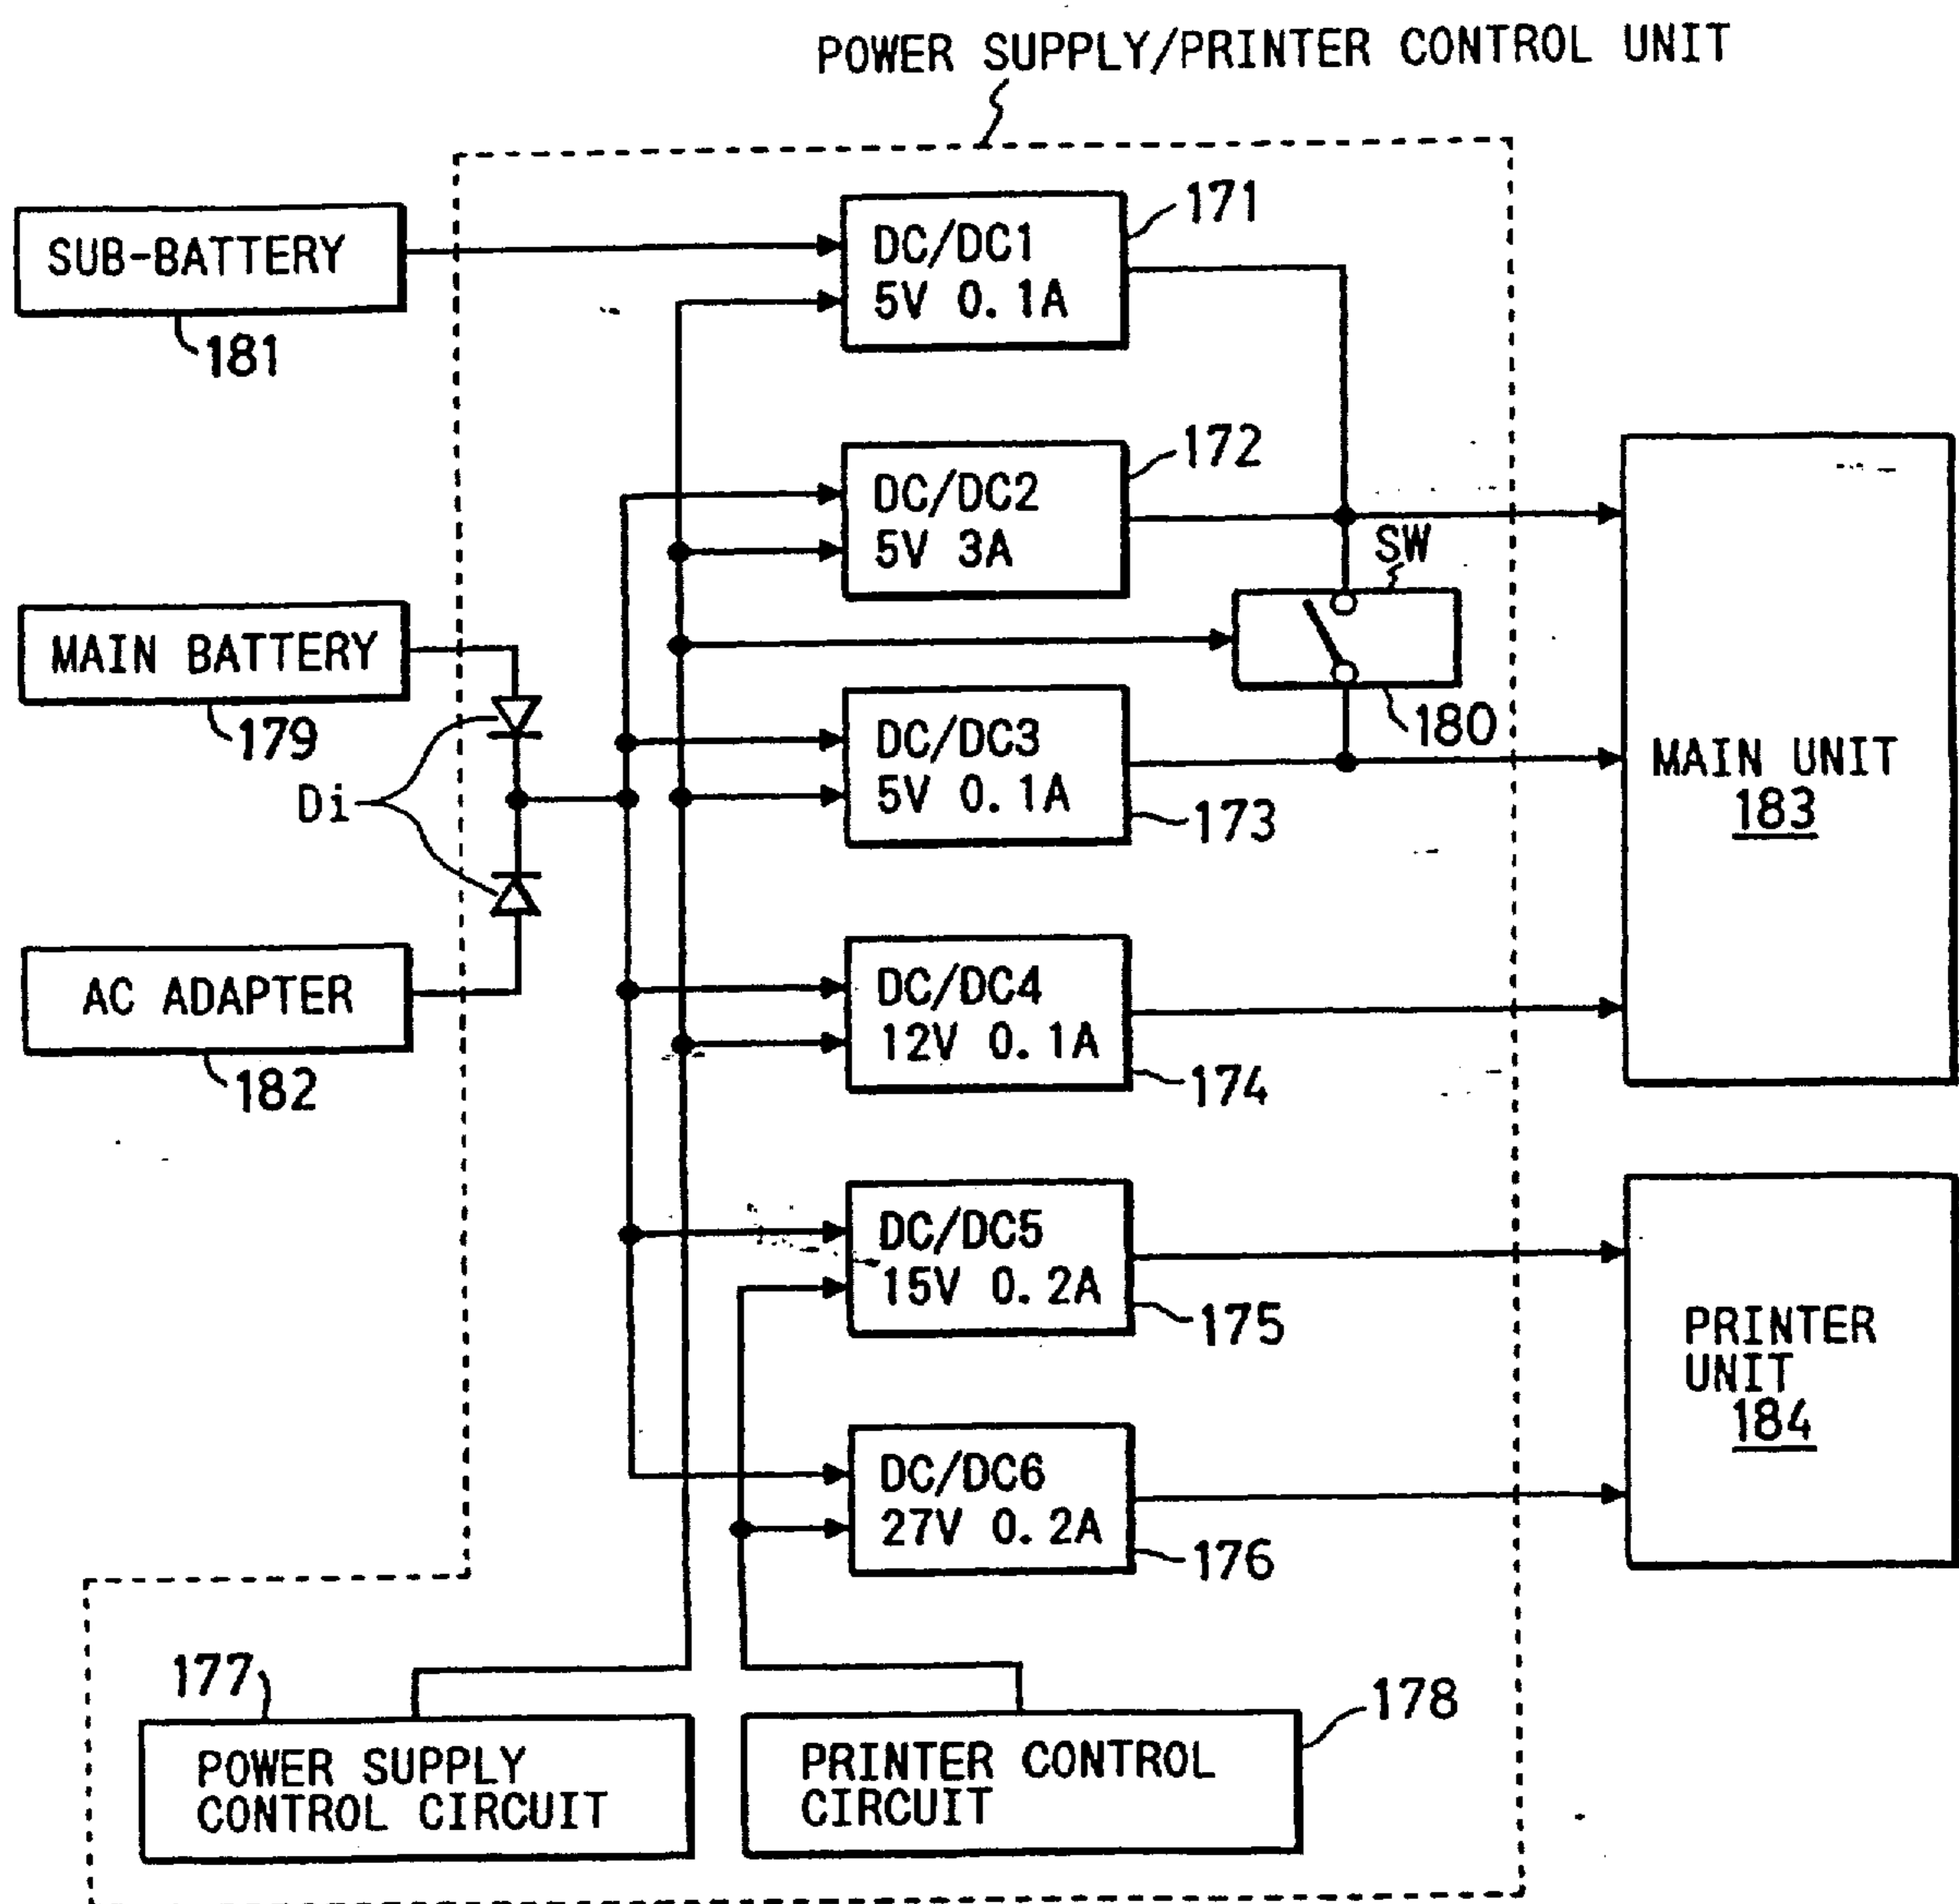 POWER SUPPLY/PRINTER CONTROL UNIT
SUB-BATTERY
181
DC/DC1
5V 0.1A
171
DC/DC2
5V 3A
172
SW
180
MAIN BATTERY
179
Di
DC/DC3
5V 0.1A
173
MAIN UNIT
183
AC ADAPTER
182
DC/DC4
12V 0.1A
174
DC/DC5
15V 0.2A
175
PRINTER
UNIT
184
DC/DC6
27V 0.2A
176
177
POWER SUPPLY
CONTROL CIRCUIT
178
PRINTER CONTROL
CIRCUIT